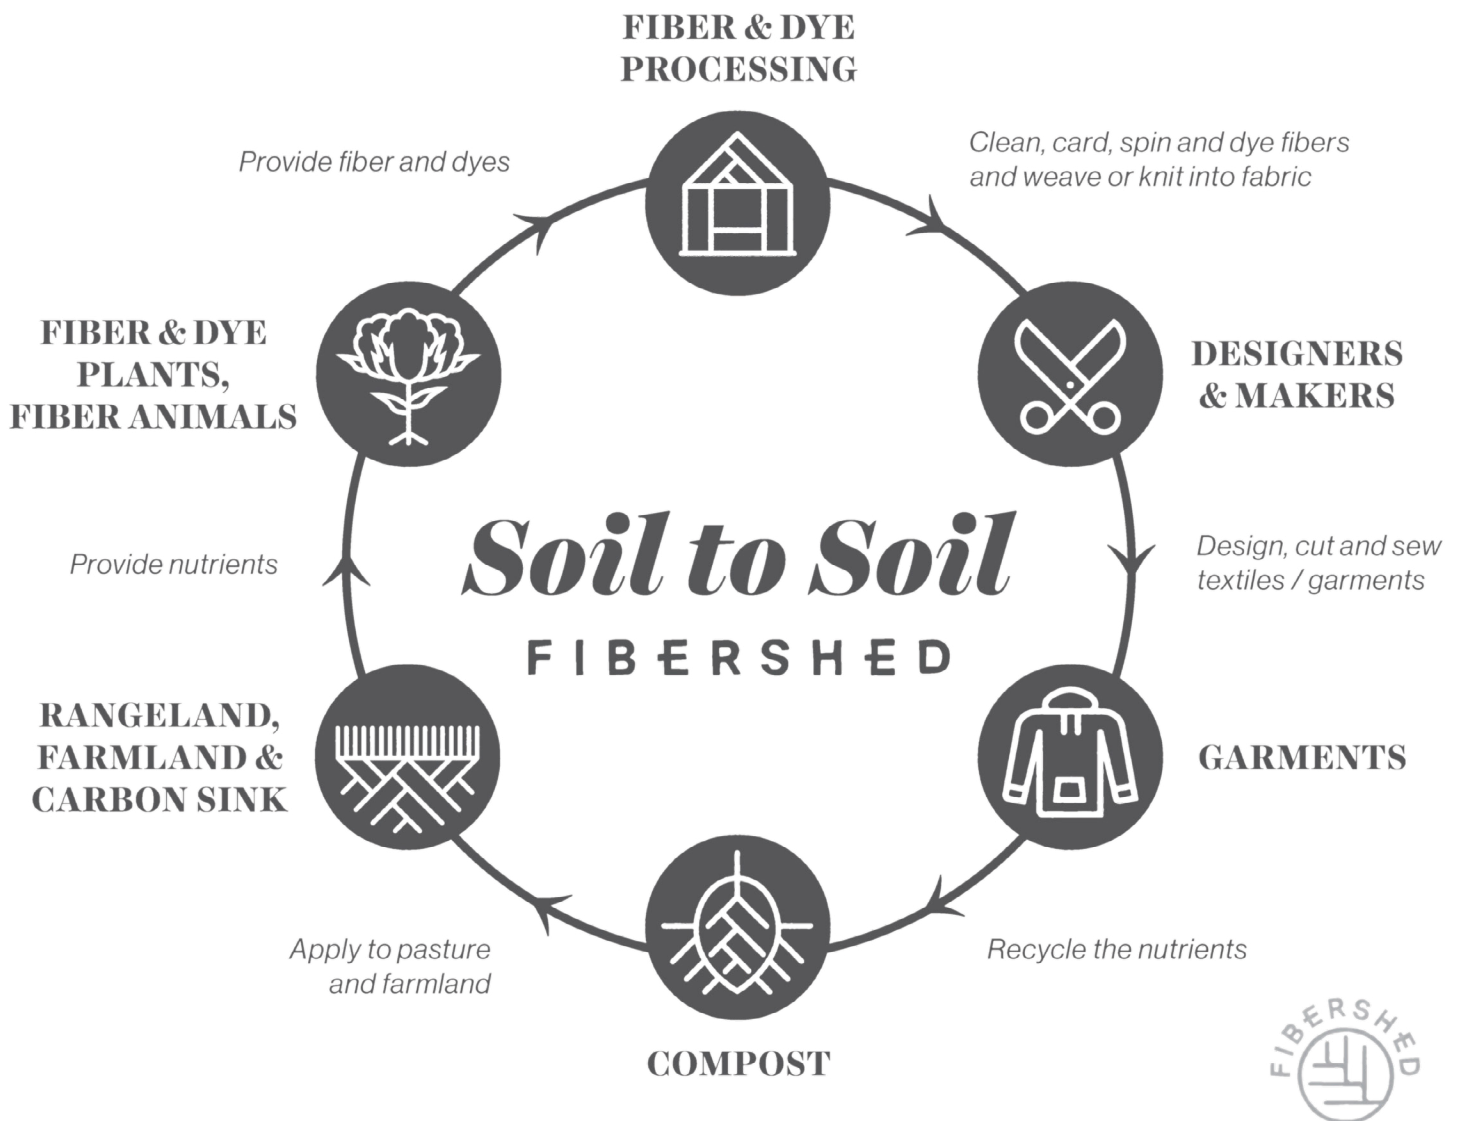 FIBER & DYE
PROCESSING
Provide fiber and dyes
Clean, card, spin and dye fibers
and weave or knit into fabric
FIBER & DYE
PLANTS,
FIBER ANIMALS
DESIGNERS
& MAKERS
Soil to Soil
FIBERSHED
Provide nutrients
Design, cut and sew
textiles / garments
RANGELAND,
FARMLAND &
CARBON SINK
GARMENTS
Apply to pasture
and farmland
Recycle the nutrients
COMPOST
FIBERSHED